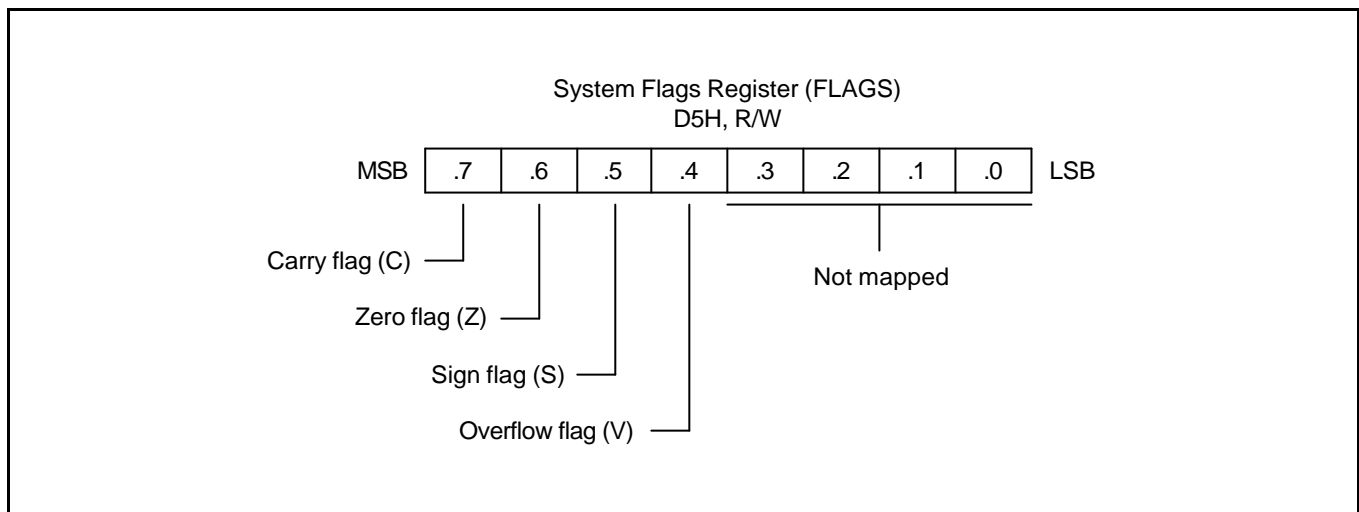 System Flags Register (FLAGS)
D5H, R/W
MSB .7 .6 .5 .4 .3 .2 .1 .0 LSB
Carry flag (C)
Not mapped
Zero flag (Z)
Sign flag (S)
Overflow flag (V)